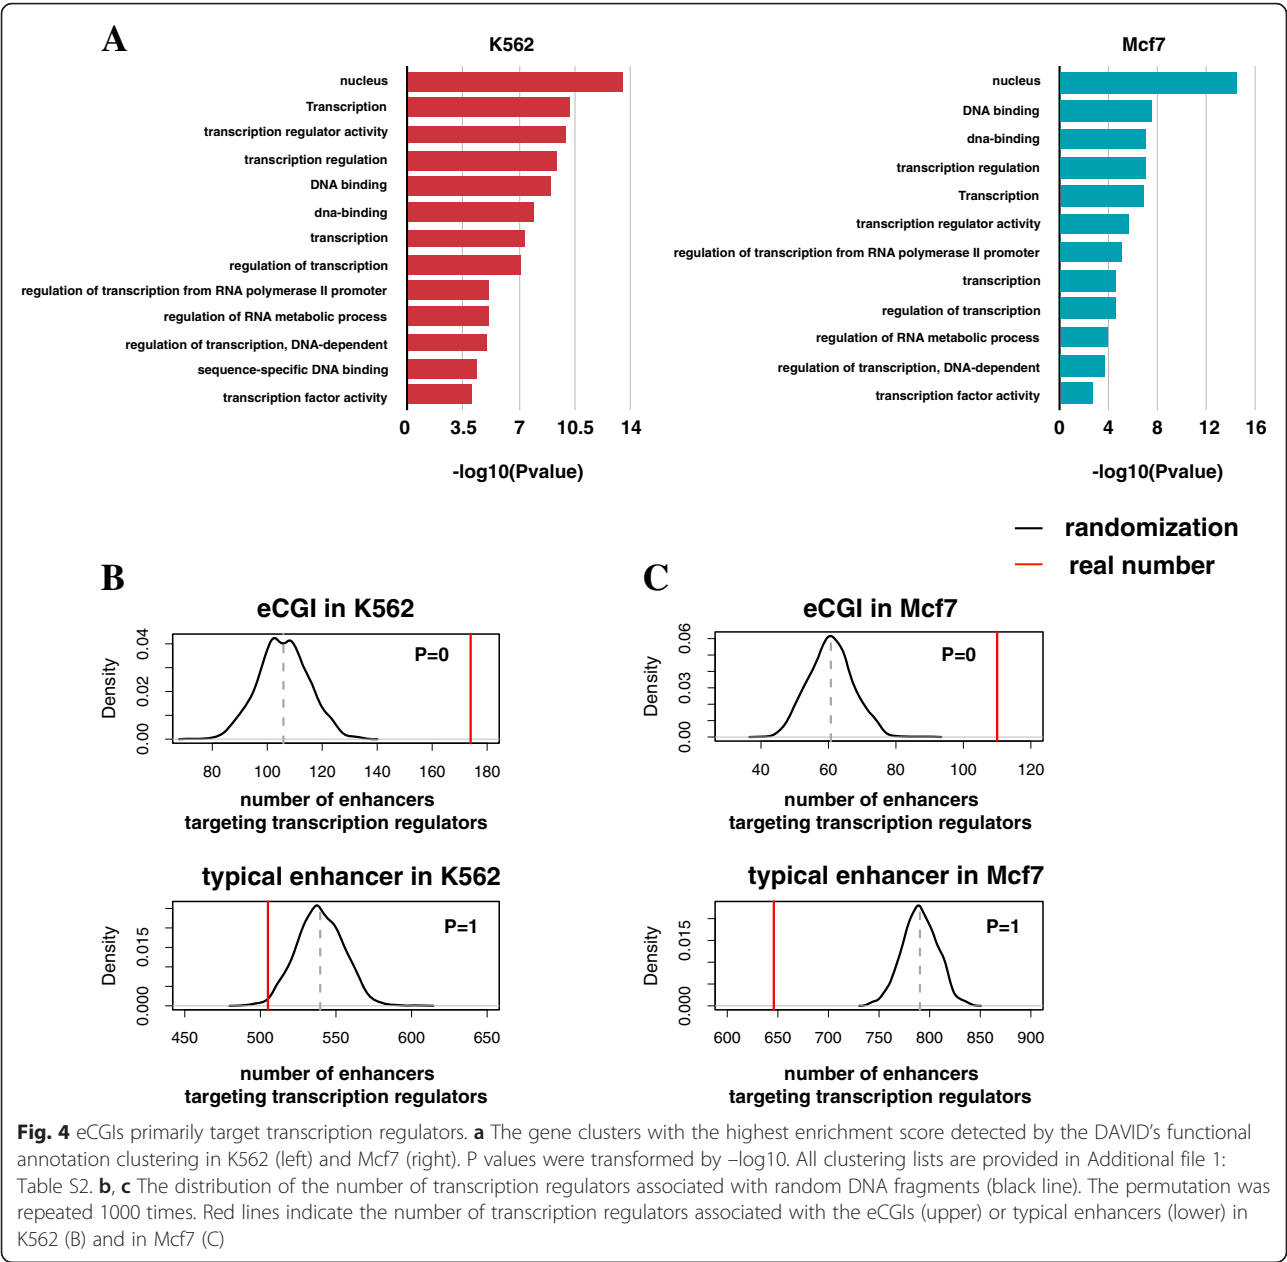 A
K562
nucleus
Transcription
transcription regulator activity
transcription regulation
DNA binding
dna-binding
transcription
regulation of transcription
regulation of transcription from RNA polymerase II promoter
regulation of RNA metabolic process
regulation of transcription, DNA-dependent
sequence-specific DNA binding
transcription factor activity
0 3.5 7 10.5 14
-log10(Pvalue)
Mcf7
nucleus
DNA binding
dna-binding
transcription regulation
Transcription
transcription regulator activity
regulation of transcription from RNA polymerase II promoter
transcription
regulation of transcription
regulation of RNA metabolic process
regulation of transcription, DNA-dependent
transcription factor activity
0 4 8 12 16
-log10(Pvalue)
randomization
real number
B
eCGI in K562
P=0
Density
0.00 0.02 0.04
80 100 120 140 160 180
number of enhancers
targeting transcription regulators
typical enhancer in K562
P=1
Density
0.000 0.015
450 500 550 600 650
number of enhancers
targeting transcription regulators
C
eCGI in Mcf7
P=0
Density
0.00 0.03 0.06
40 60 80 100 120
number of enhancers
targeting transcription regulators
typical enhancer in Mcf7
P=1
Density
0.000 0.015
600 650 700 750 800 850 900
number of enhancers
targeting transcription regulators
Fig. 4 eCGIs primarily target transcription regulators. a The gene clusters with the highest enrichment score detected by the DAVID's functional
annotation clustering in K562 (left) and Mcf7 (right). P values were transformed by –log10. All clustering lists are provided in Additional file 1:
Table S2. b, c The distribution of the number of transcription regulators associated with random DNA fragments (black line). The permutation was
repeated 1000 times. Red lines indicate the number of transcription regulators associated with the eCGIs (upper) or typical enhancers (lower) in
K562 (B) and in Mcf7 (C)